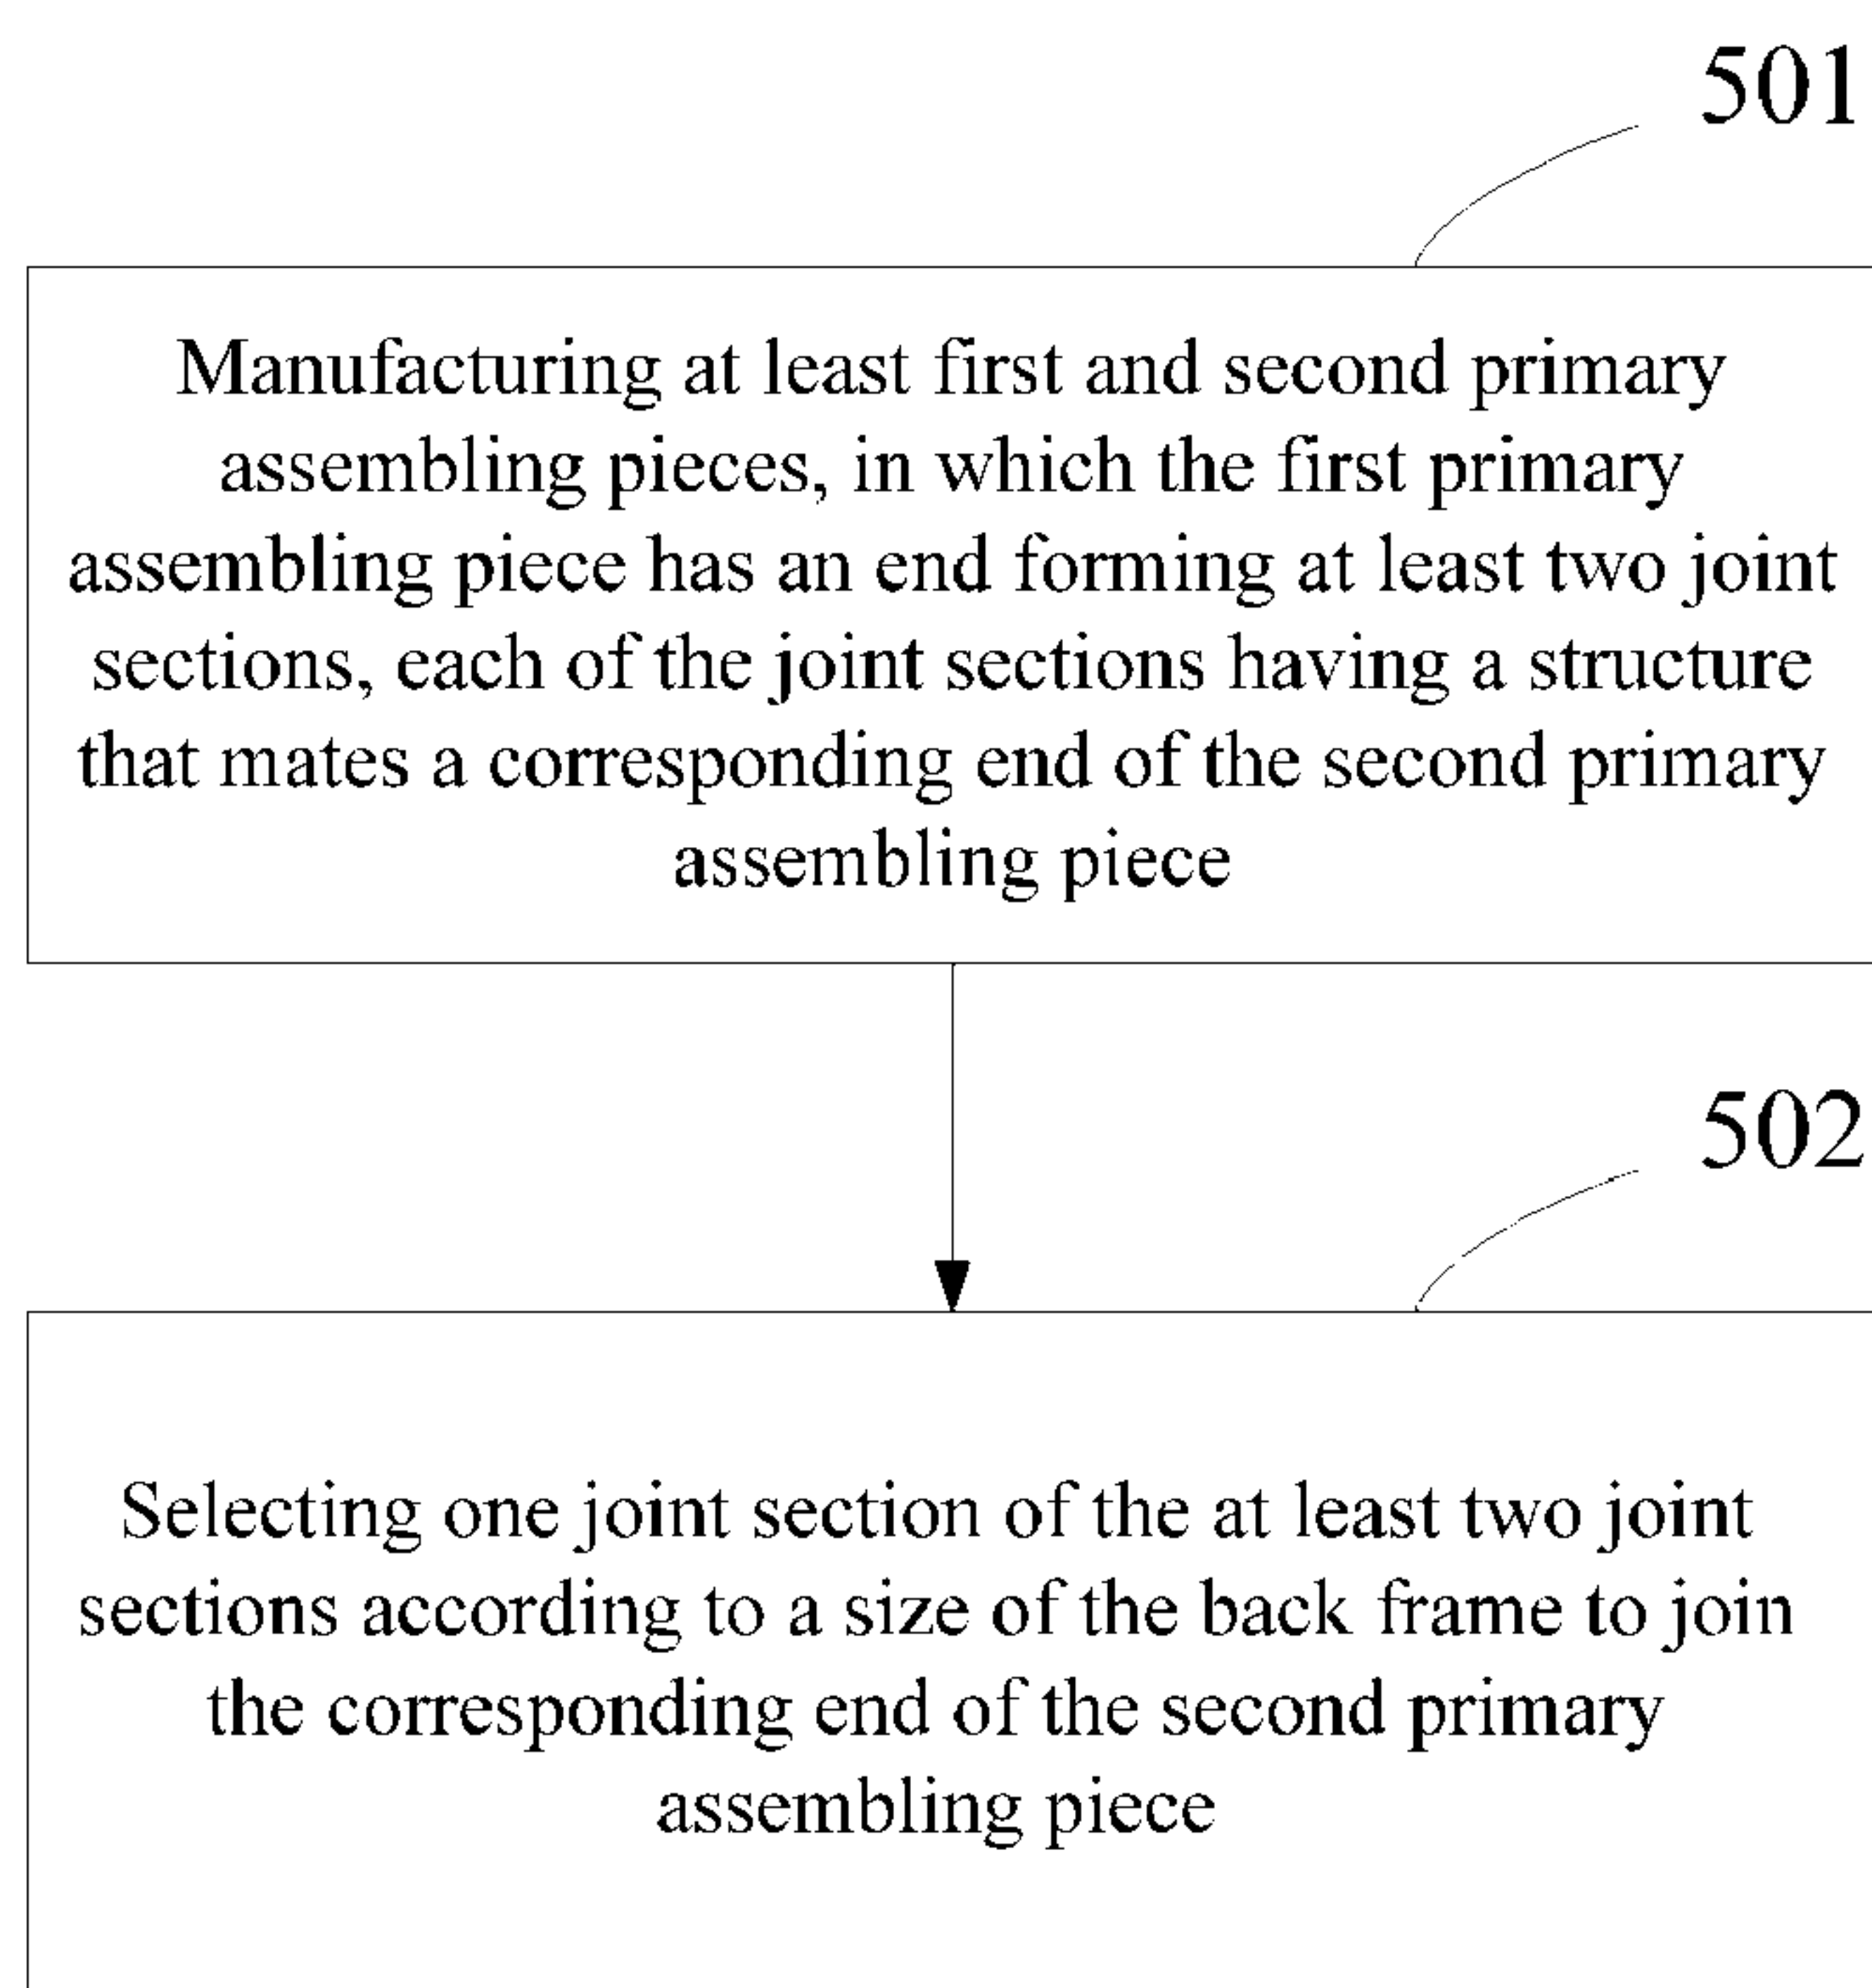 501
Manufacturing at least first and second primary
assembling pieces, in which the first primary
assembling piece has an end forming at least two joint
sections, each of the joint sections having a structure
that mates a corresponding end of the second primary
assembling piece
502
Selecting one joint section of the at least two joint
sections according to a size of the back frame to join
the corresponding end of the second primary
assembling piece